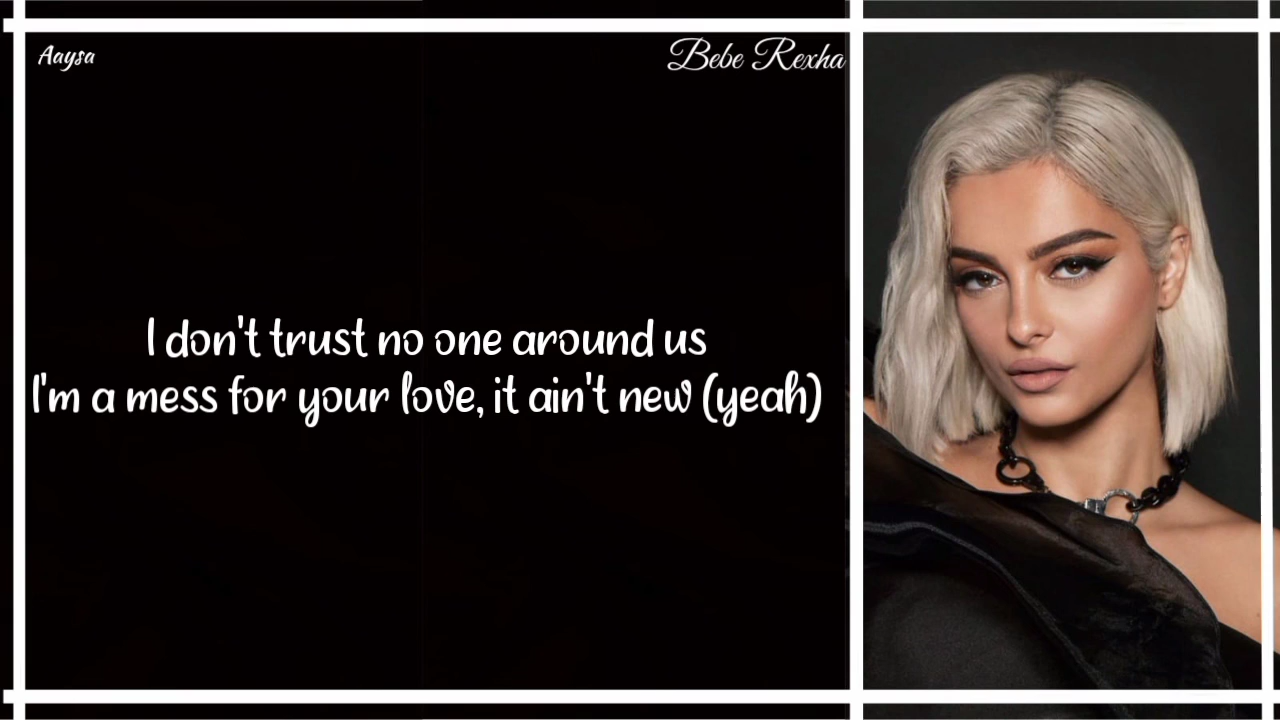 Aaysa
Bebe Rexha
I don't trust no one around us
I'm a mess for your love, it ain't new (yeah)